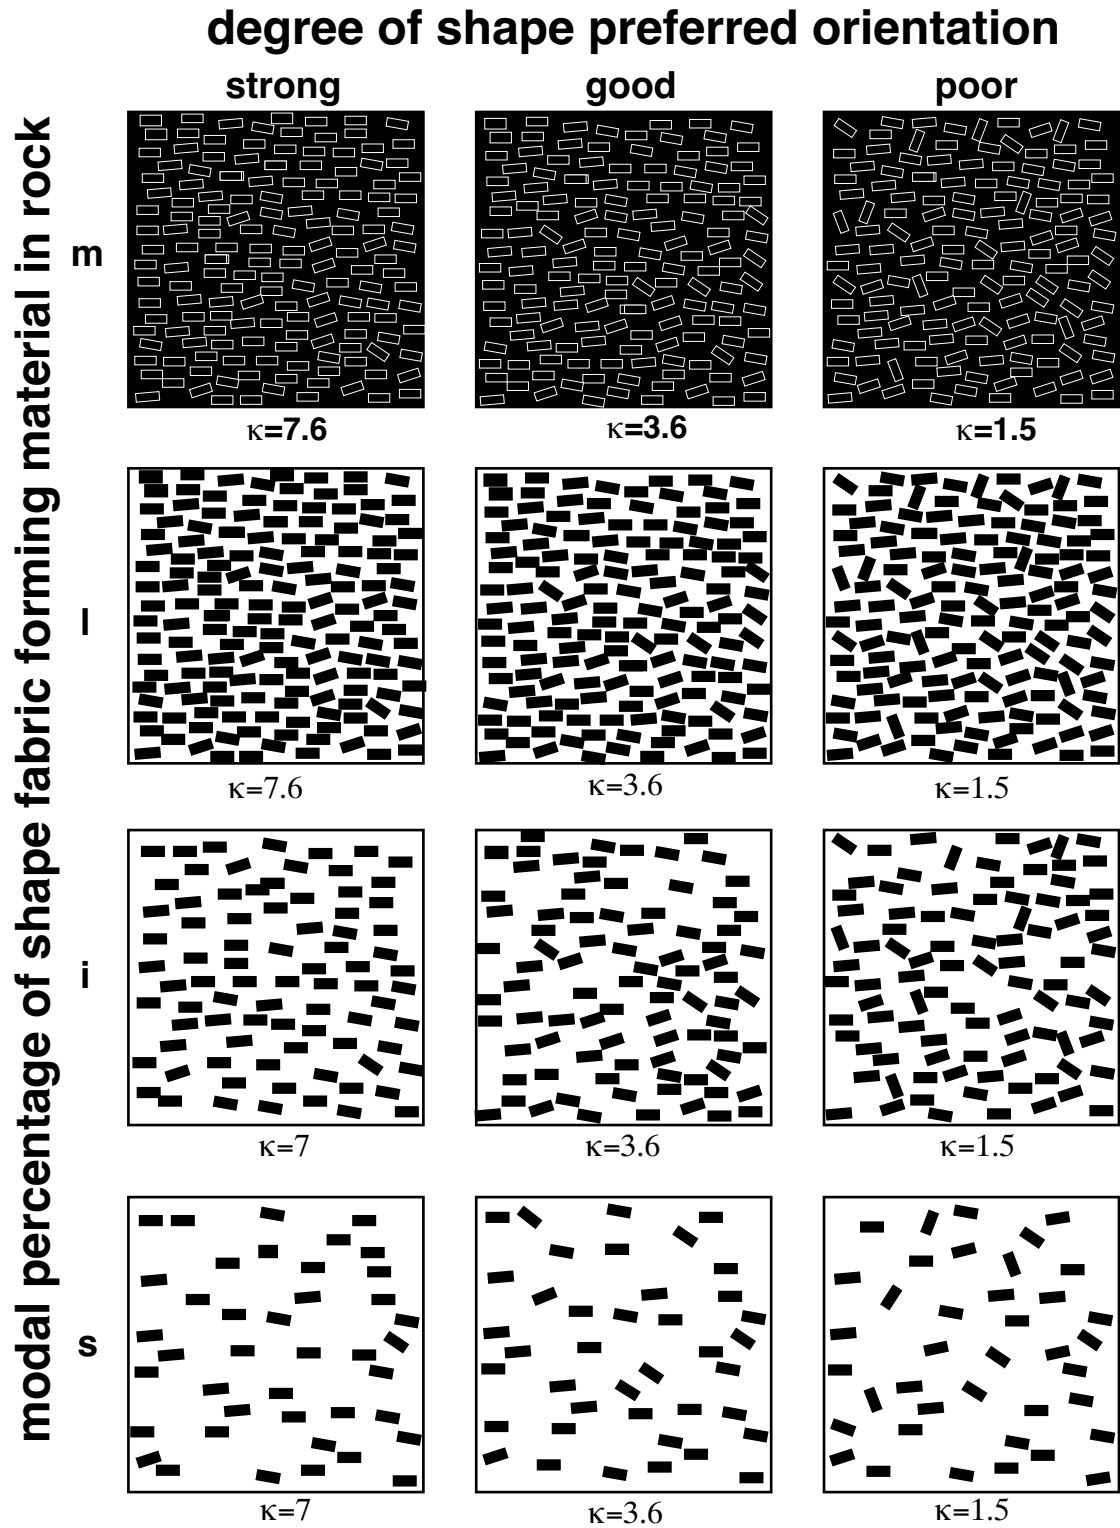 degree of shape preferred orientation
strong good poor
modal percentage of shape fabric forming material in rock
m
κ=7.6 κ=3.6 κ=1.5
l
κ=7.6 κ=3.6 κ=1.5
i
κ=7 κ=3.6 κ=1.5
s
κ=7 κ=3.6 κ=1.5